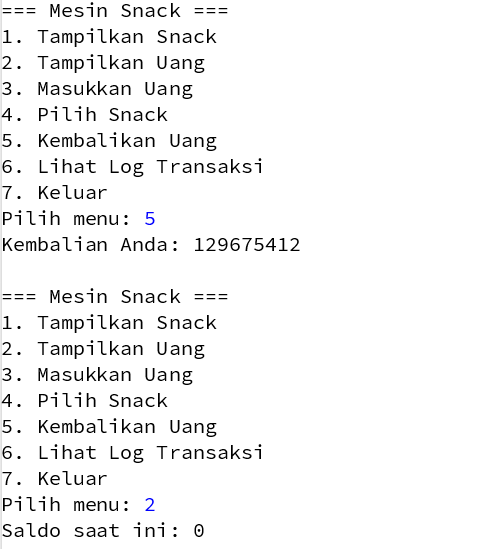 === Mesin Snack ===
1. Tampilkan Snack
2. Tampilkan Uang
3. Masukkan Uang
4. Pilih Snack
5. Kembalikan Uang
6. Lihat Log Transaksi
7. Keluar
Pilih menu: 5
Kembalian Anda: 129675412

=== Mesin Snack ===
1. Tampilkan Snack
2. Tampilkan Uang
3. Masukkan Uang
4. Pilih Snack
5. Kembalikan Uang
6. Lihat Log Transaksi
7. Keluar
Pilih menu: 2
Saldo saat ini: 0